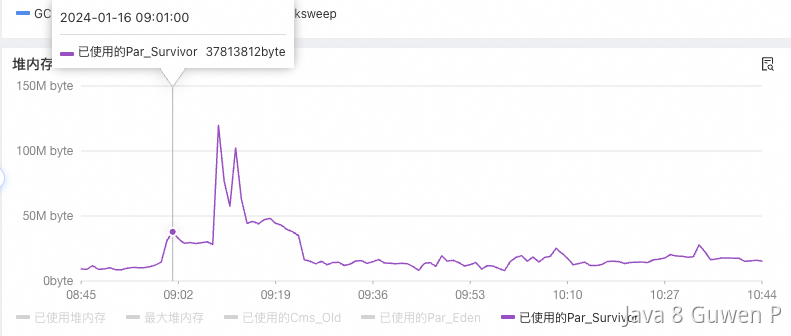 GC
ksweep
2024-01-16 09:01:00
已使用的Par_Survivor 37813812byte
堆内存
150M byte
100M byte
50M byte
0byte
08:45 09:02 09:19 09:36 09:53 10:10 10:27 10:44
已使用堆内存 最大堆内存 已使用的Cms_Old 已使用的Par_Eden 已使用的Par_Survivor
Java 8 Guwen P